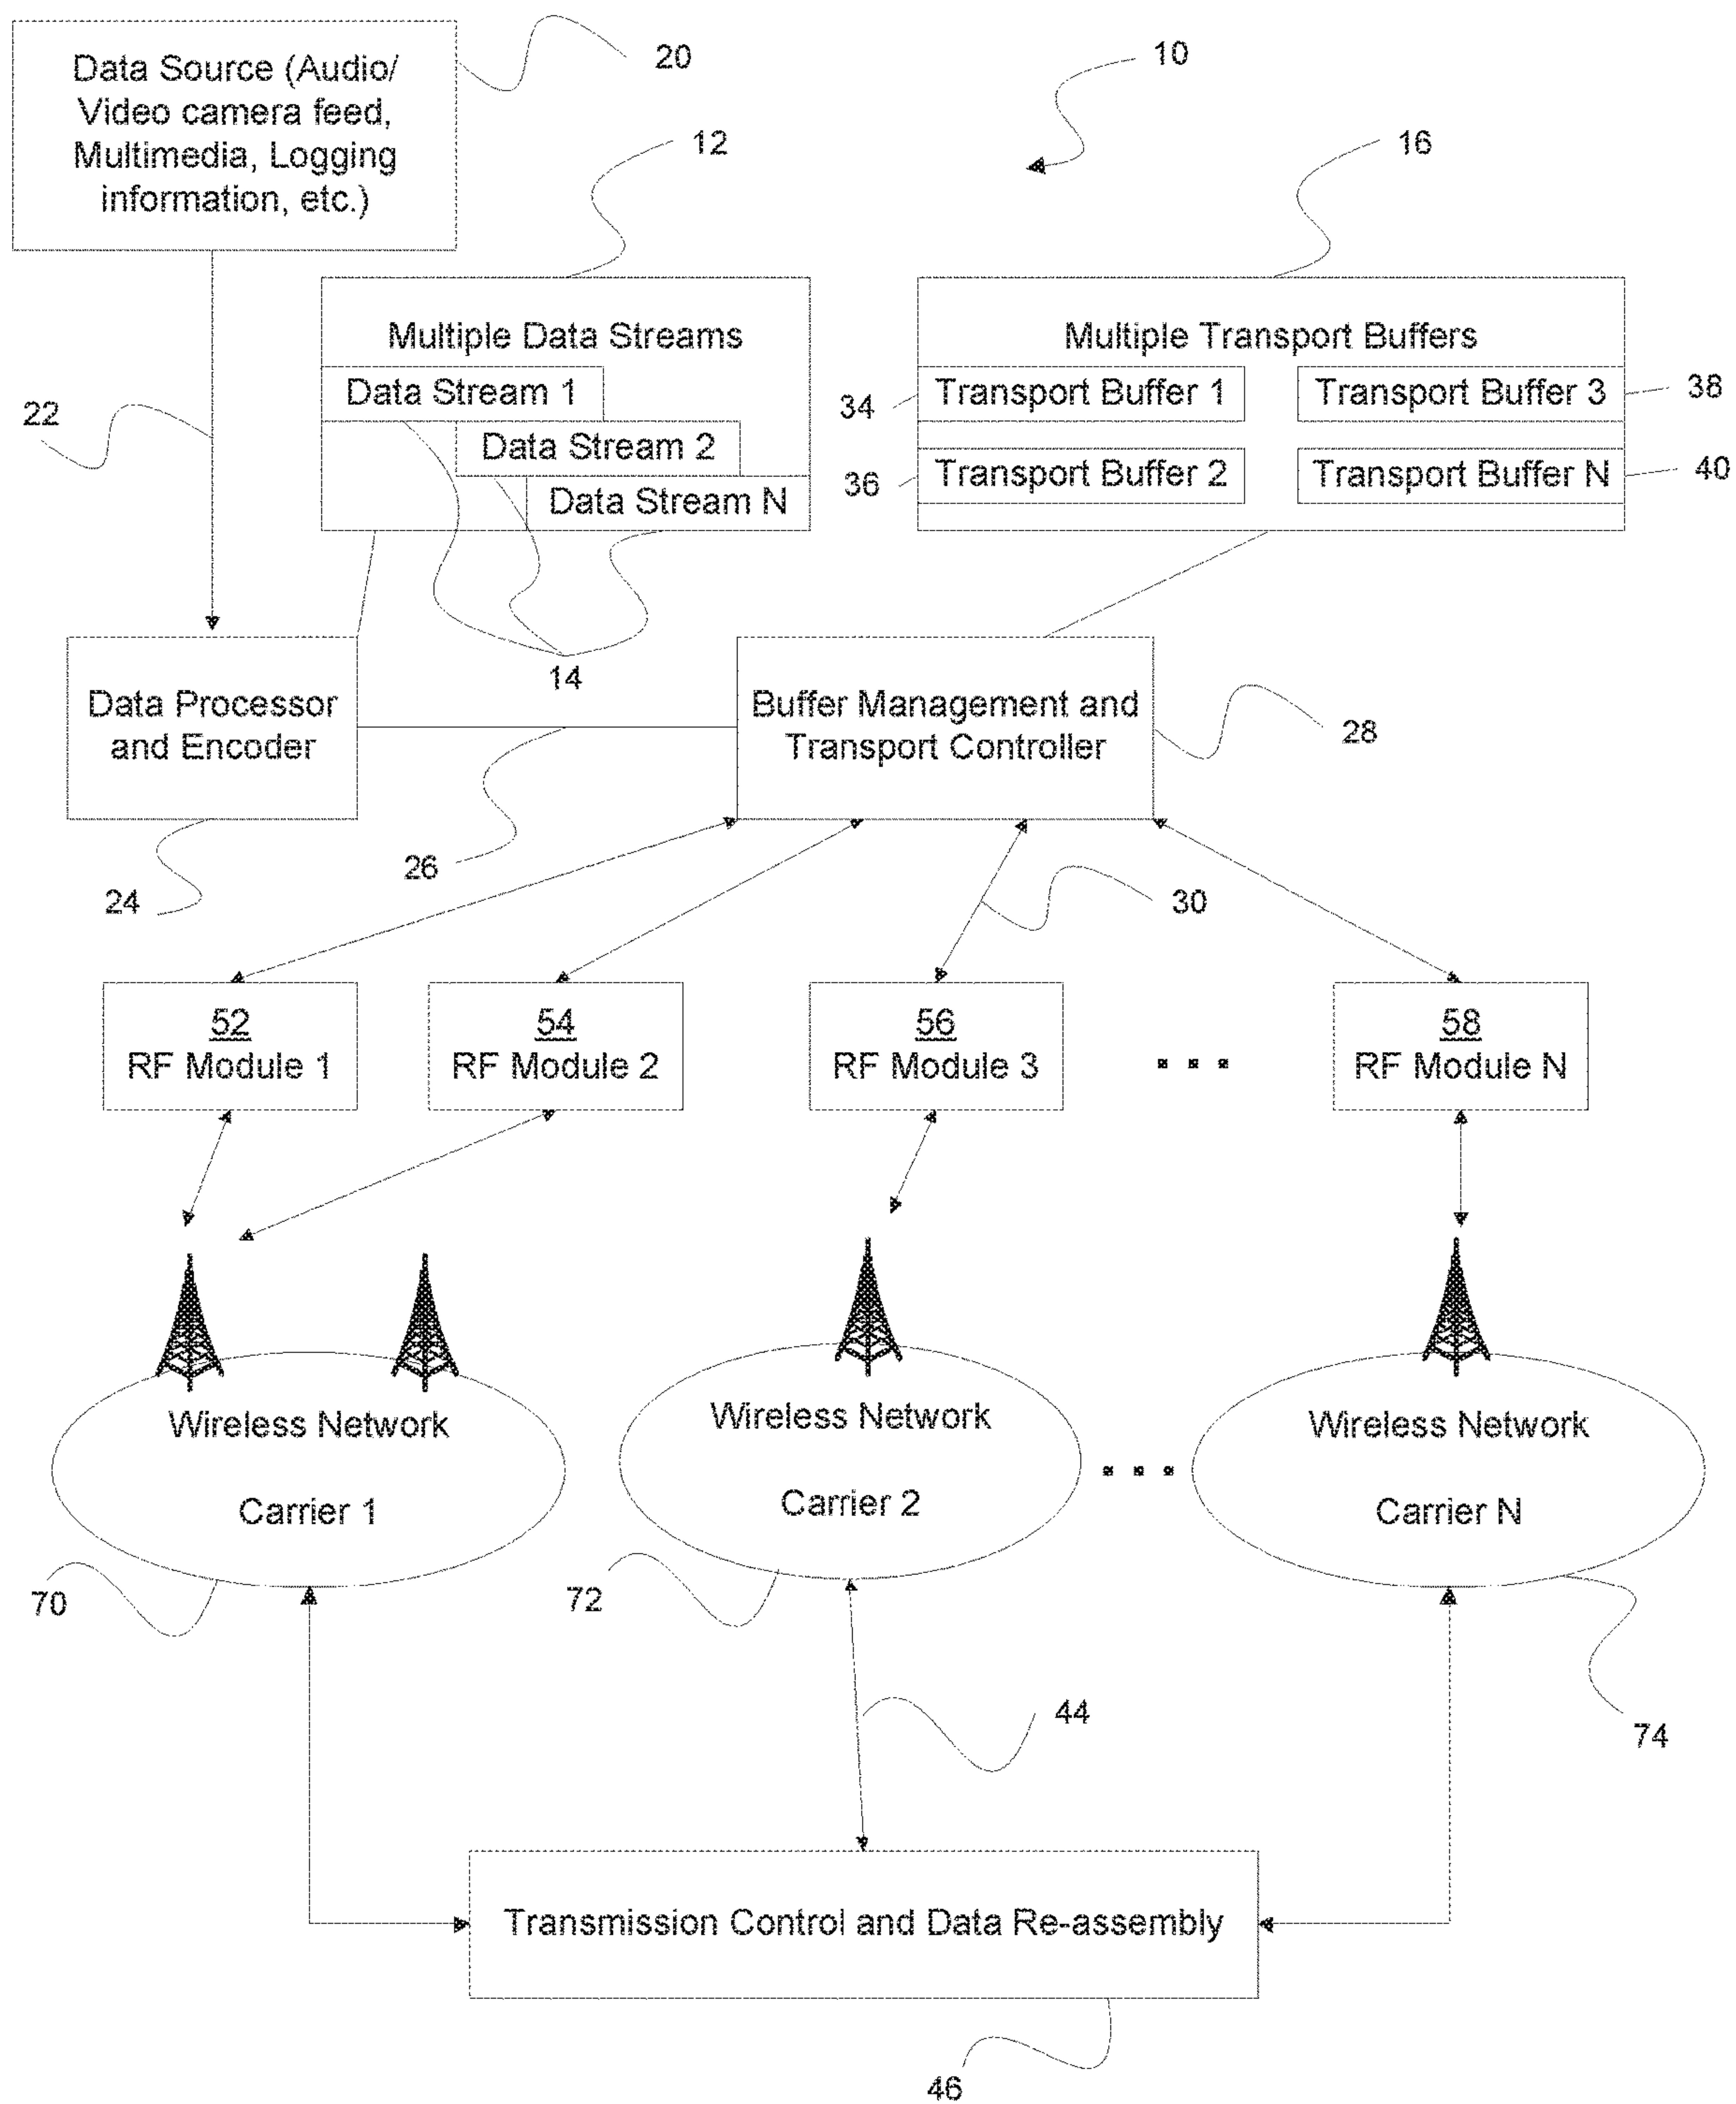 Data Source (Audio/
Video camera feed,
Multimedia, Logging
information, etc.)
20
10
12
16
Multiple Data Streams
Data Stream 1
Data Stream 2
Data Stream N
Multiple Transport Buffers
Transport Buffer 1
Transport Buffer 3
Transport Buffer 2
Transport Buffer N
34
38
36
40
22
14
Data Processor
and Encoder
Buffer Management and
Transport Controller
28
26
24
30
52
RF Module 1
54
RF Module 2
56
RF Module 3
. . .
58
RF Module N
Wireless Network
Carrier 1
Wireless Network
Carrier 2
. . .
Wireless Network
Carrier N
70
72
74
44
Transmission Control and Data Re-assembly
46